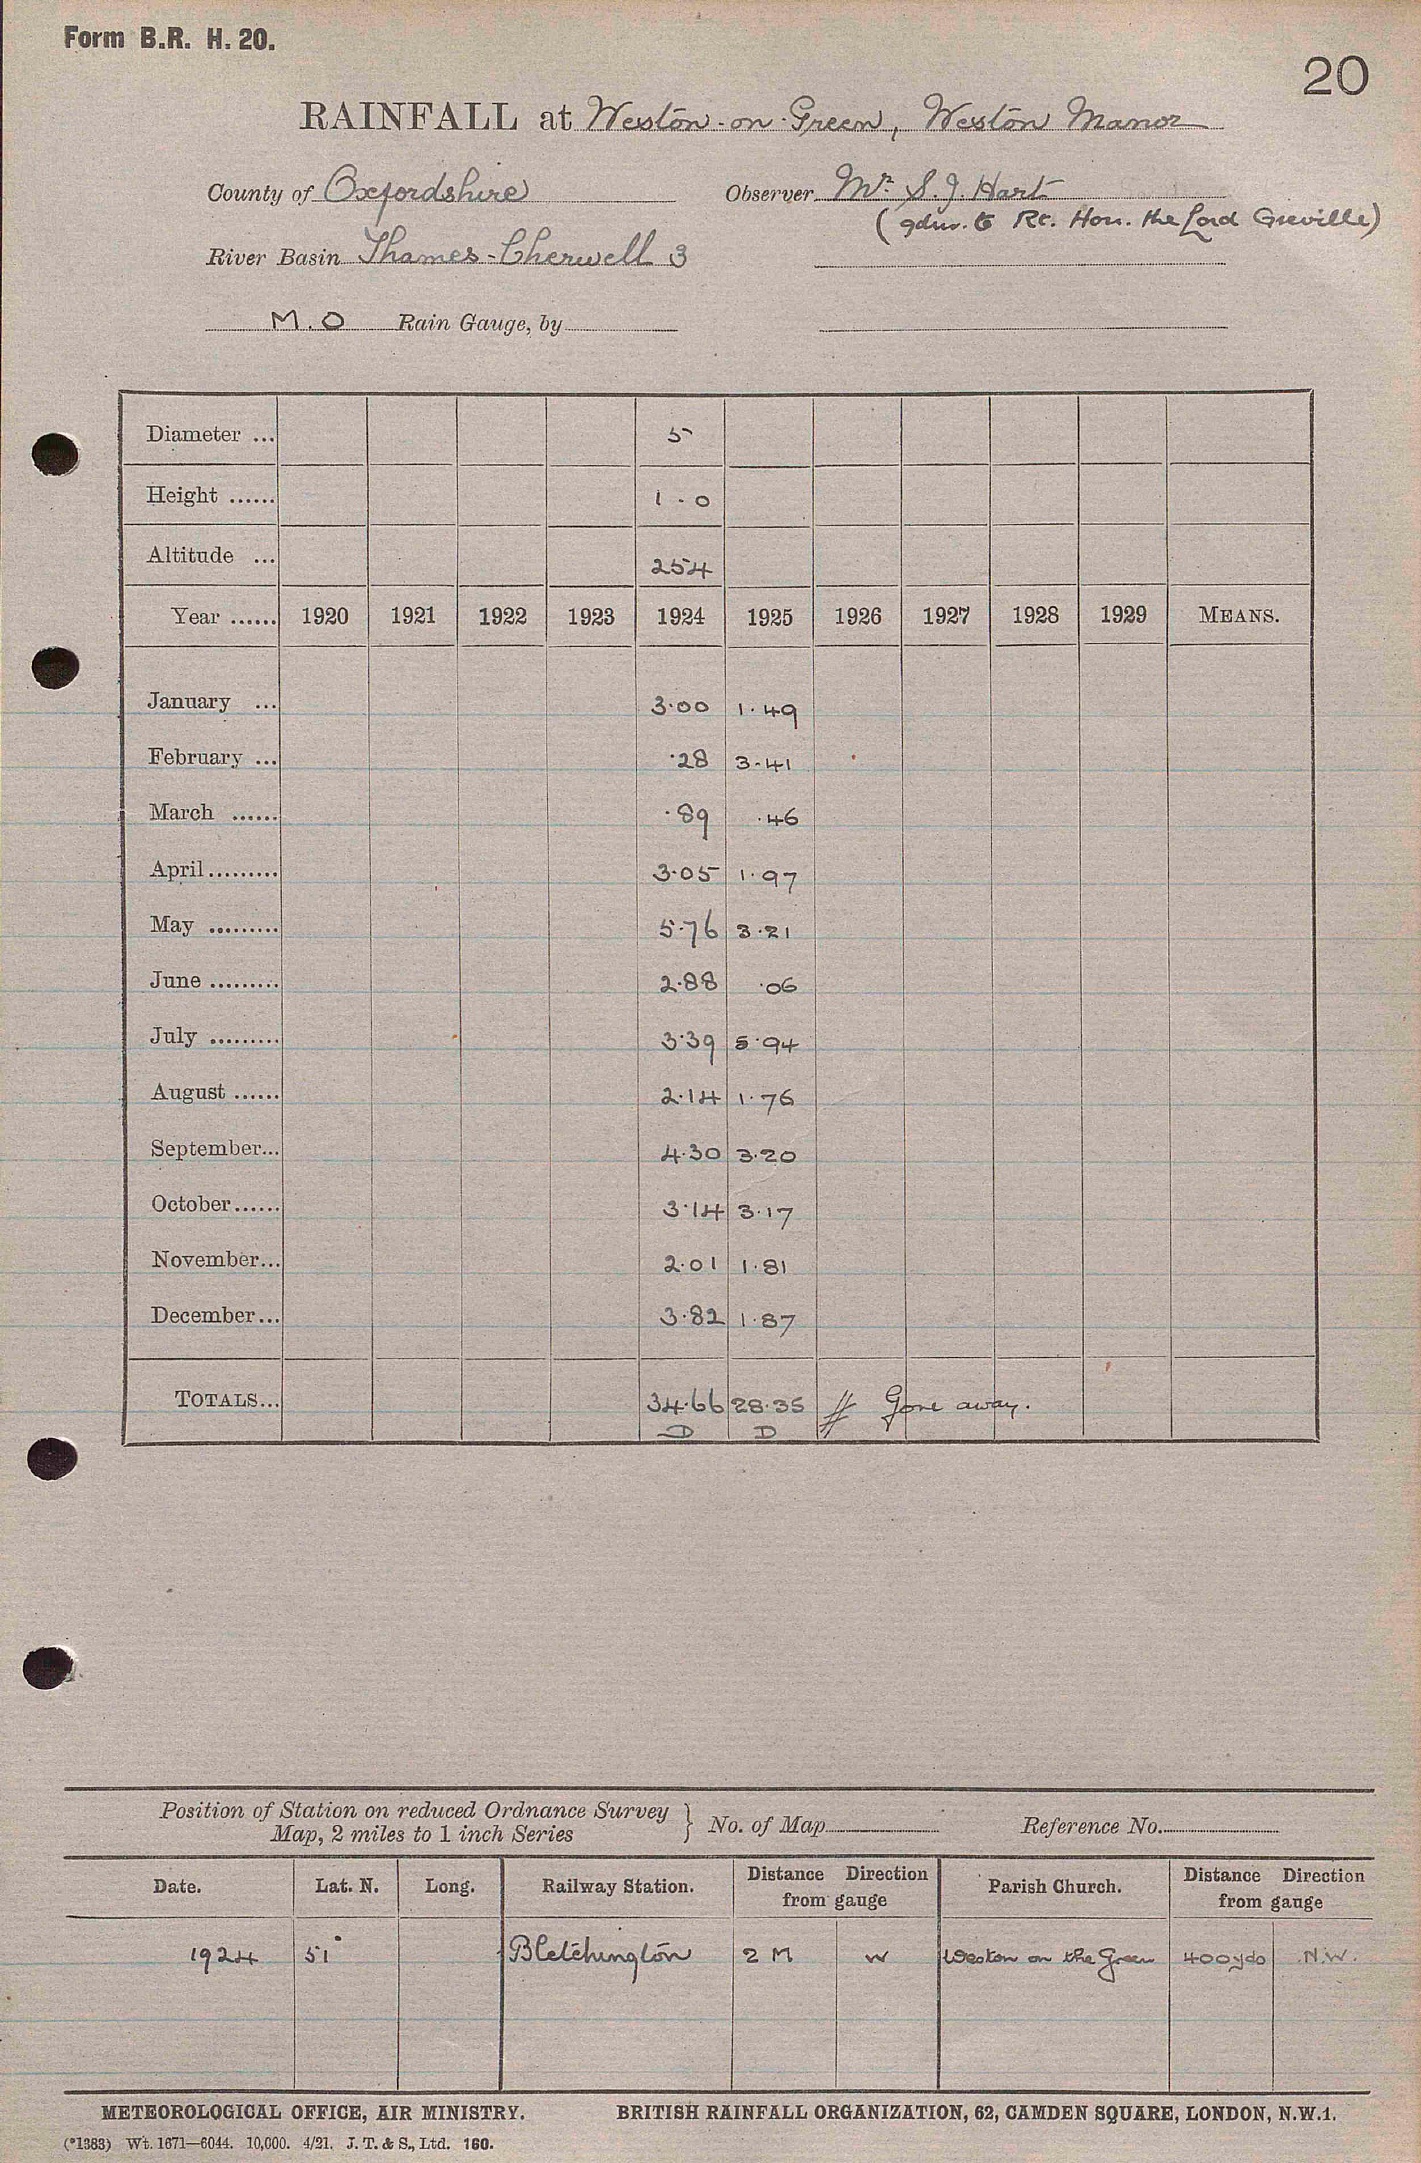 Form B.R. H. 20.
20
RAINFALL at Weston-on-Green, Weston Manor
County of Oxfordshire Observer Mr. S.J. Hart
(gdnr. to Rt. Hon. the Lord Greville)
River Basin Thames-Cherwell 3
M.O Rain Gauge, by
Diameter ... 5
Height ...... 1 - 0
Altitude ... 254
Year ...... 1920 1921 1922 1923 1924 1925 1926 1927 1928 1929 MEANS.
January ... 3.00 1.49
February ... .28 3.41
March ...... .89 .46
April......... 3.05 1.97
May ......... 5.76 3.21
June ......... 2.88 .06
July ......... 3.39 5.94
August ...... 2.14 1.76
September... 4.30 3.20
October...... 3.14 3.17
November... 2.01 1.81
December... 3.82 1.87
TOTALS... 34.66 28.35 // Gone away.
D D
Position of Station on reduced Ordnance Survey
Map, 2 miles to 1 inch Series } No. of Map Reference No.
Date. Lat. N. Long. Railway Station. Distance Direction from gauge Parish Church. Distance Direction from gauge
1924 51° Bletchington 2 M W Weston on the Green 400yds N.W.
METEOROLOGICAL OFFICE, AIR MINISTRY. BRITISH RAINFALL ORGANIZATION, 62, CAMDEN SQUARE, LONDON, N.W.1.
(*1383) Wt. 1671—6044. 10,000. 4/21. J. T. & S., Ltd. 160.